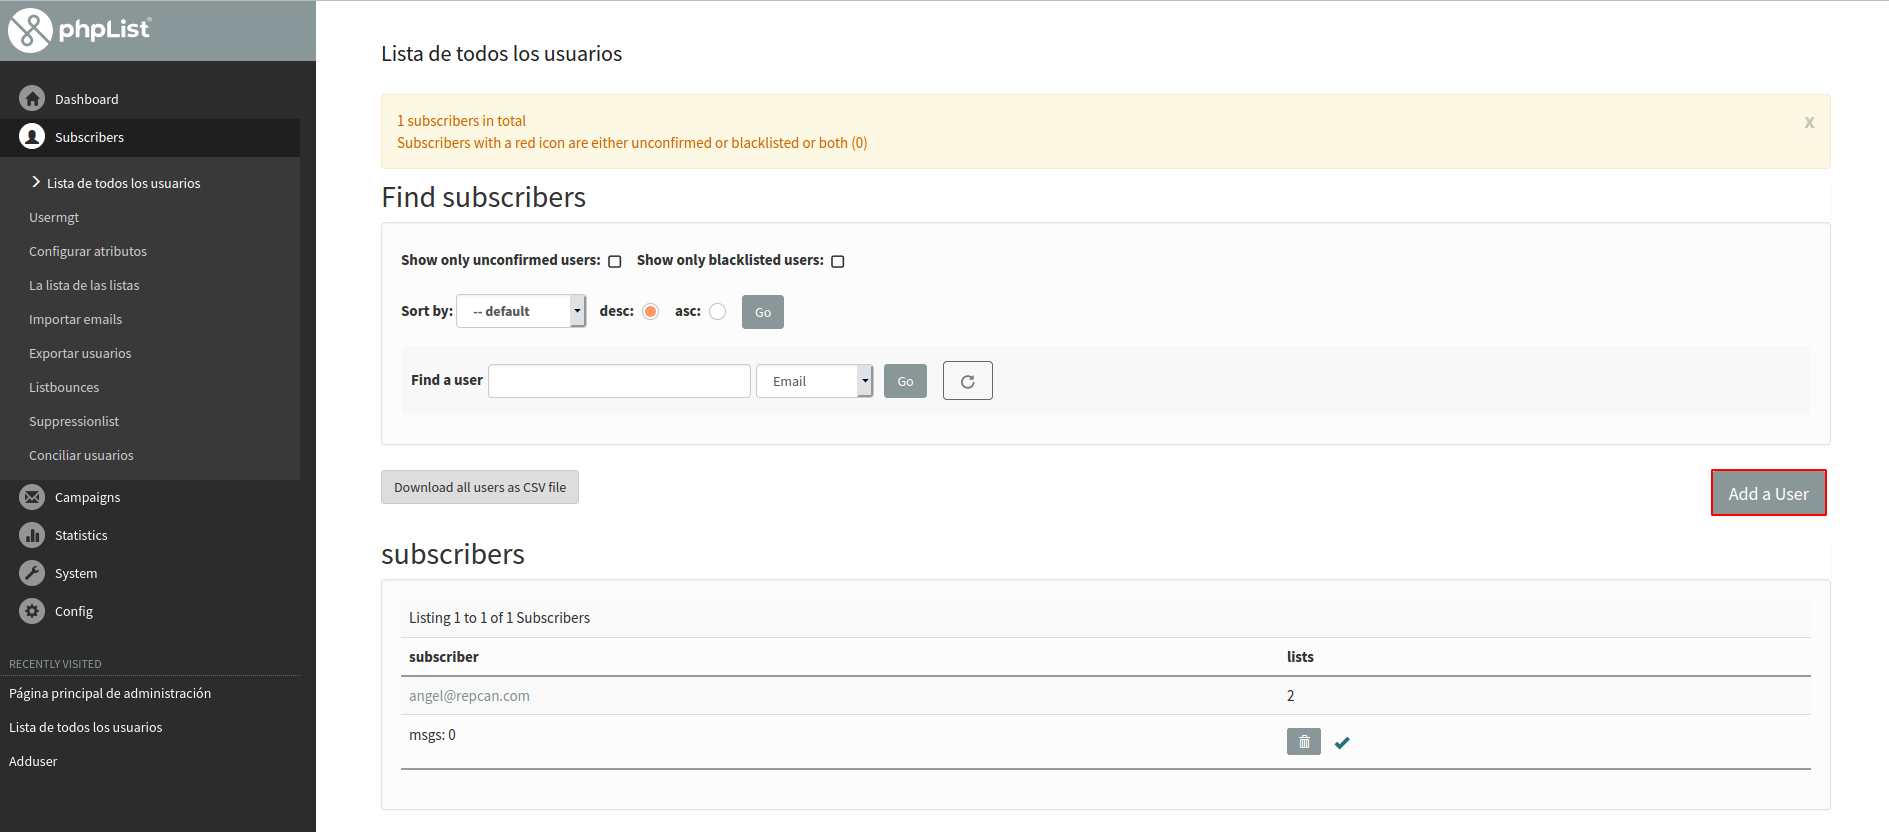 phpList
Dashboard
Subscribers
Lista de todos los usuarios
Usermgt
Configurar atributos
La lista de las listas
Importar emails
Exportar usuarios
Listbounces
Suppressionlist
Conciliar usuarios
Campaigns
Statistics
System
Config
RECENTLY VISITED
Página principal de administración
Lista de todos los usuarios
Adduser
Lista de todos los usuarios
1 subscribers in total
Subscribers with a red icon are either unconfirmed or blacklisted or both (0)
x
Find subscribers
Show only unconfirmed users: Show only blacklisted users:
Sort by: -- default desc: asc: Go
Find a user Email Go
Download all users as CSV file
Add a User
subscribers
Listing 1 to 1 of 1 Subscribers
subscriber lists
angel@repcan.com 2
msgs: 0